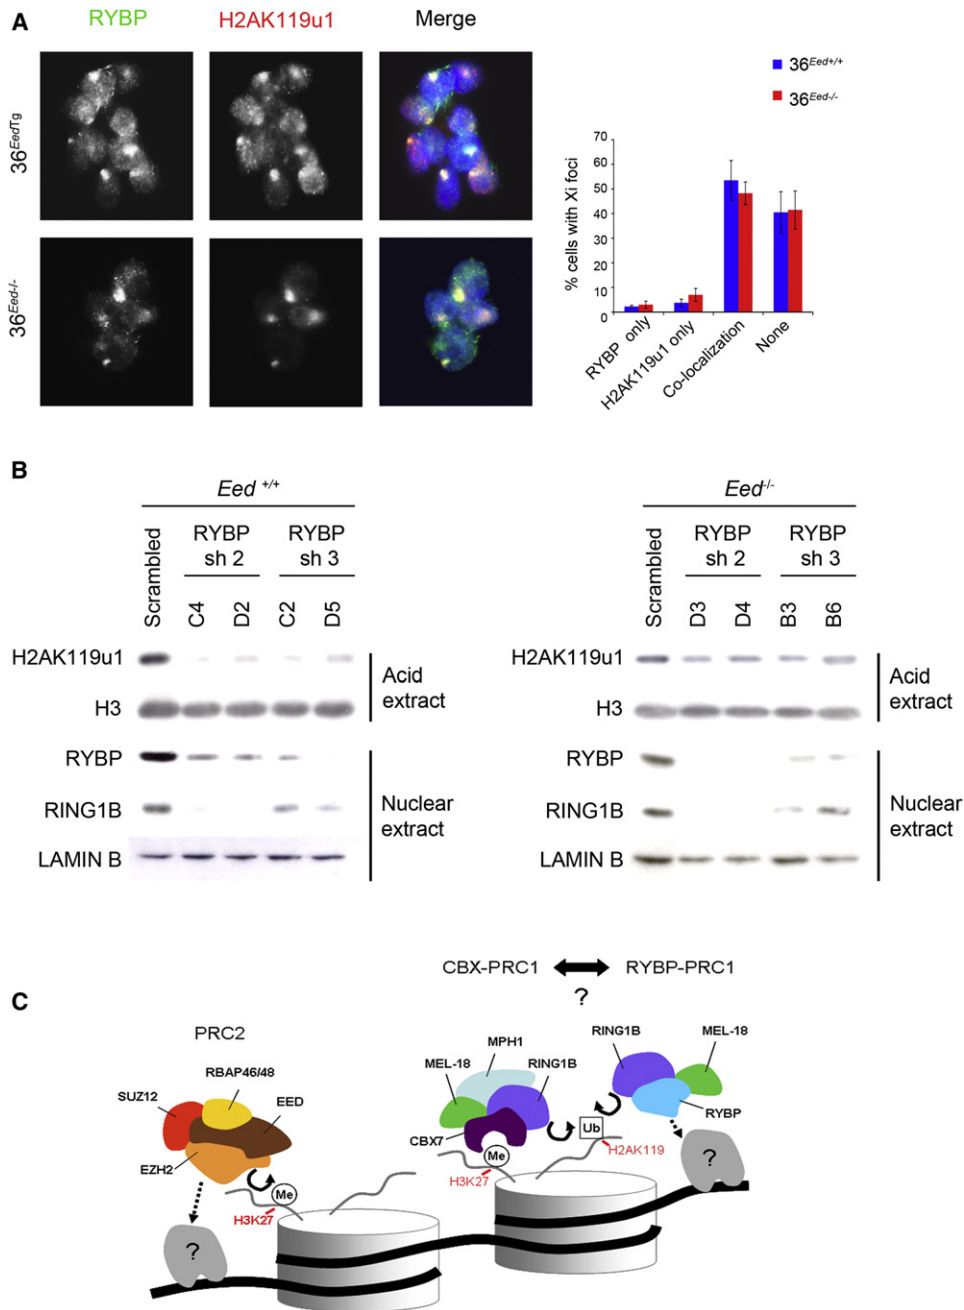 A
RYBP
H2AK119u1
Merge
36EedTg
36Eed-/-
36Eed+/+
36Eed-/-
% cells with Xi foci
70
60
50
40
30
20
10
0
RYBP only
H2AK119u1 only
Co-localization
None
B
Eed +/+
Scrambled
RYBP
sh 2
RYBP
sh 3
C4
D2
C2
D5
H2AK119u1
H3
Acid
extract
RYBP
RING1B
LAMIN B
Nuclear
extract
Eed-/-
Scrambled
RYBP
sh 2
RYBP
sh 3
D3
D4
B3
B6
H2AK119u1
H3
Acid
extract
RYBP
RING1B
LAMIN B
Nuclear
extract
C
CBX-PRC1
RYBP-PRC1
?
PRC2
SUZ12
RBAP46/48
EED
EZH2
Me
H3K27
?
MEL-18
MPH1
RING1B
CBX7
Me
H3K27
Ub
H2AK119
RING1B
MEL-18
RYBP
?